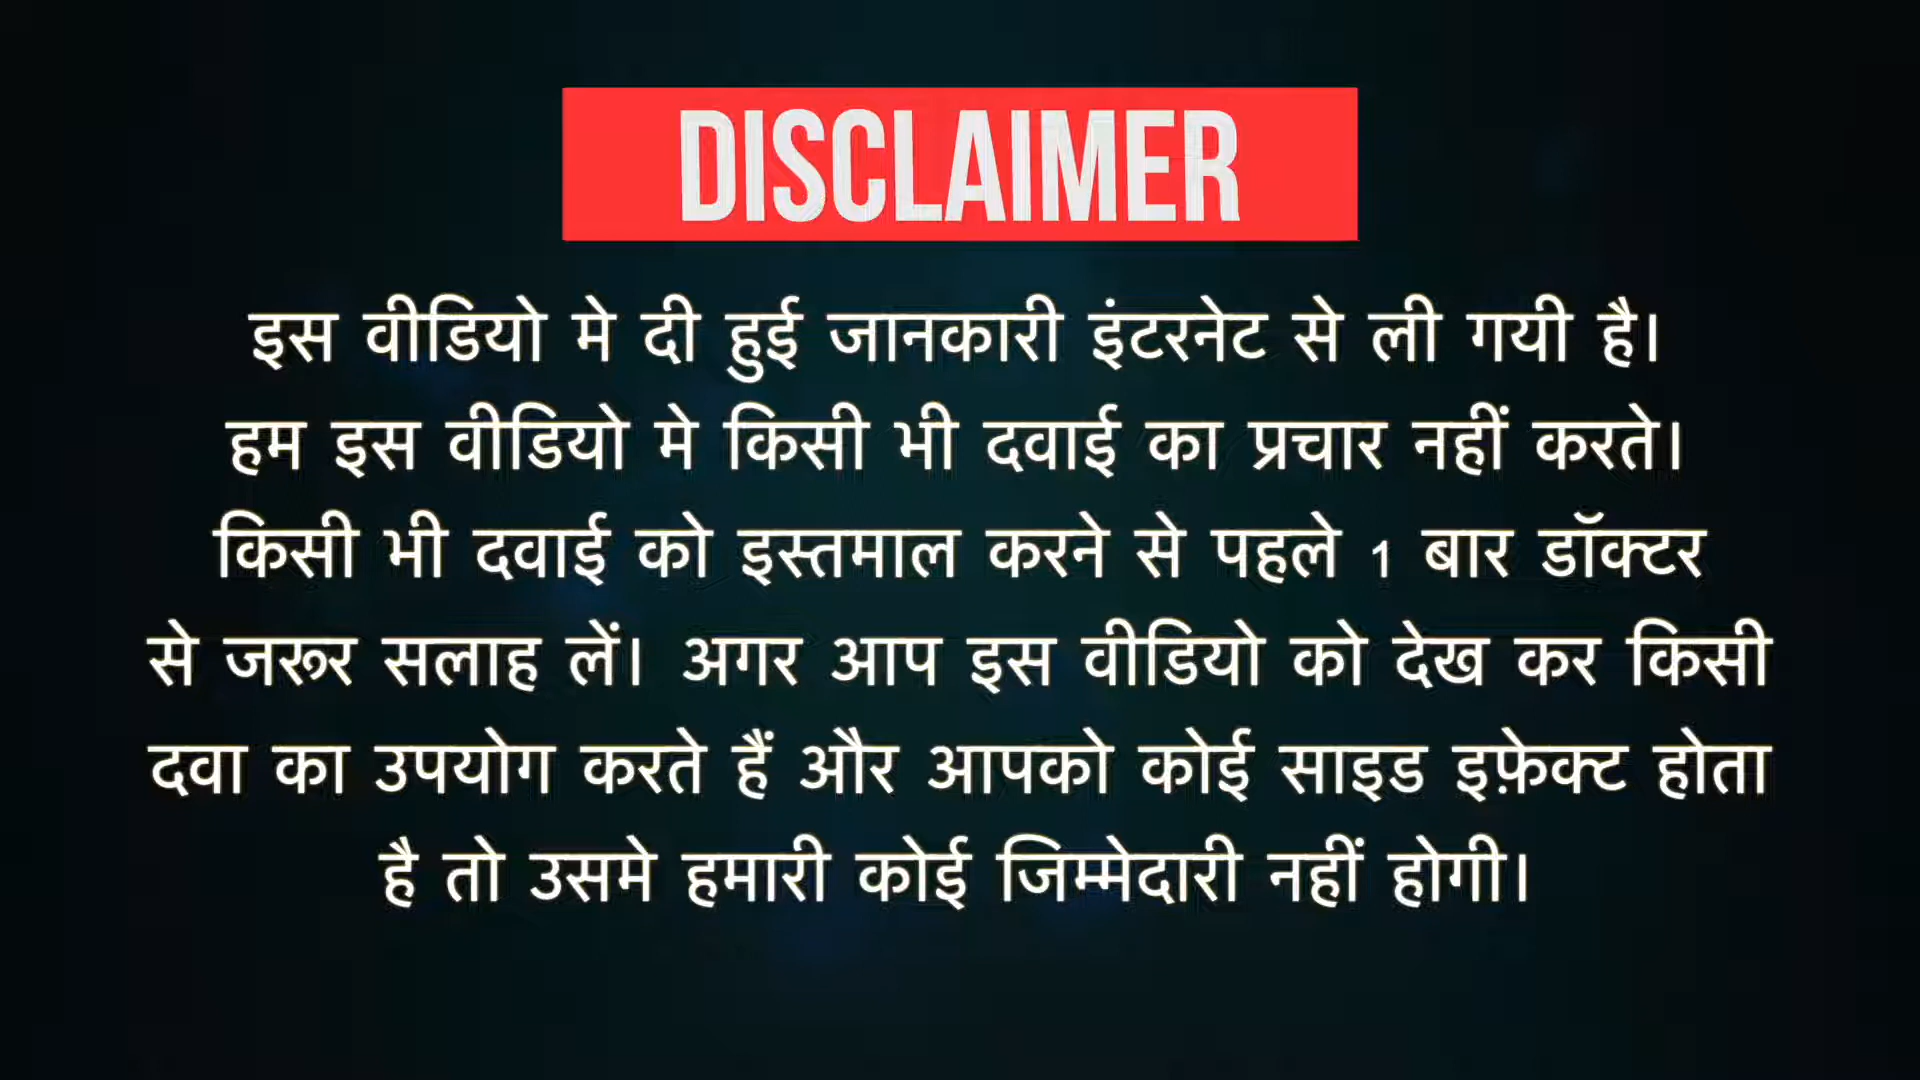 DISCLAIMER
इस वीडियो मे दी हुई जानकारी इंटरनेट से ली गयी है।
हम इस वीडियो मे किसी भी दवाई का प्रचार नहीं करते।
किसी भी दवाई को इस्तमाल करने से पहले 1 बार डॉक्टर
से जरूर सलाह लें। अगर आप इस वीडियो को देख कर किसी
दवा का उपयोग करते हैं और आपको कोई साइड इफ़ेक्ट होता
है तो उसमे हमारी कोई जिम्मेदारी नहीं होगी।